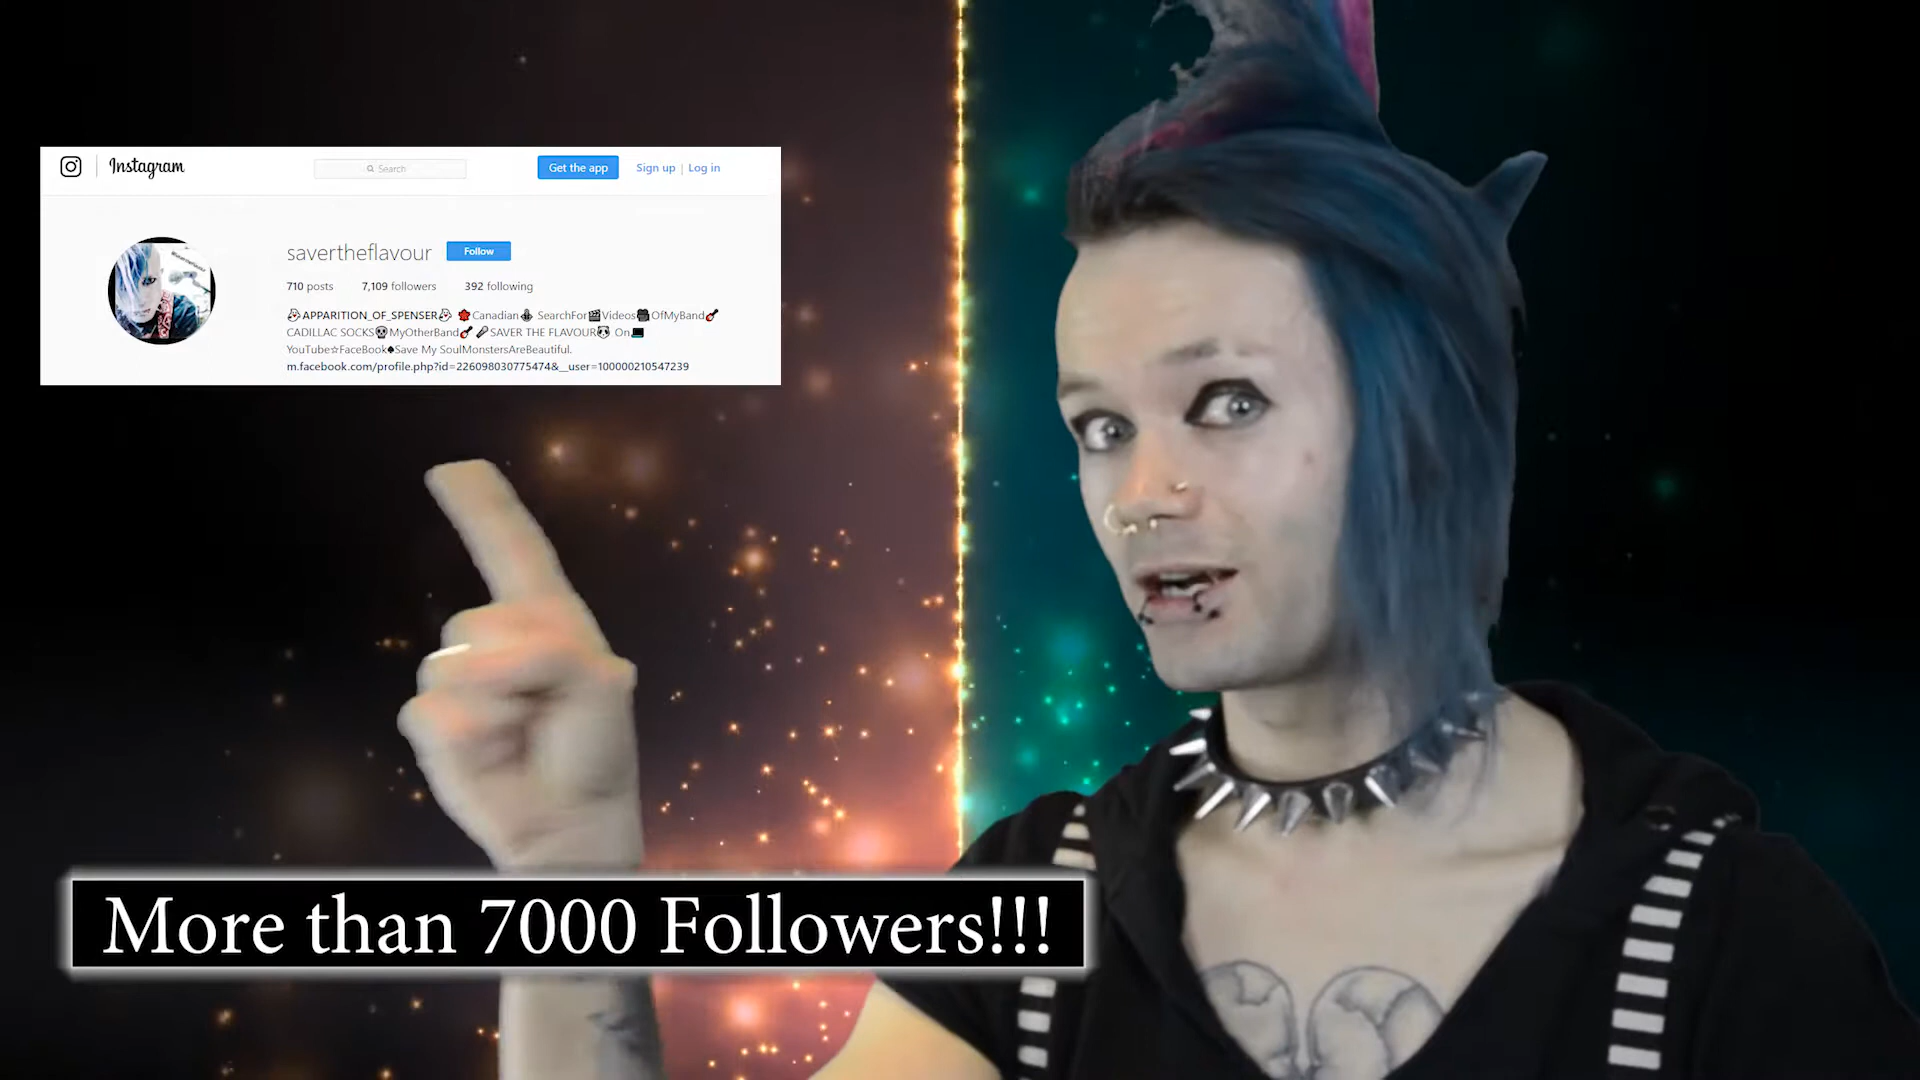 Instagram
Search
Get the app
Sign up | Log in
savertheflavour
Follow
710 posts 7,109 followers 392 following
👻APPARITION_OF_SPENSER👻 🍁Canadian SearchFor🎬Videos🎥OfMyBand🎸
CADILLAC SOCKS💀MyOtherBand🎸 🎤SAVER THE FLAVOUR🐼 On💻
YouTube☆FaceBook♠Save My SoulMonstersAreBeautiful.
m.facebook.com/profile.php?id=226098030775474&__user=100000210547239
More than 7000 Followers!!!